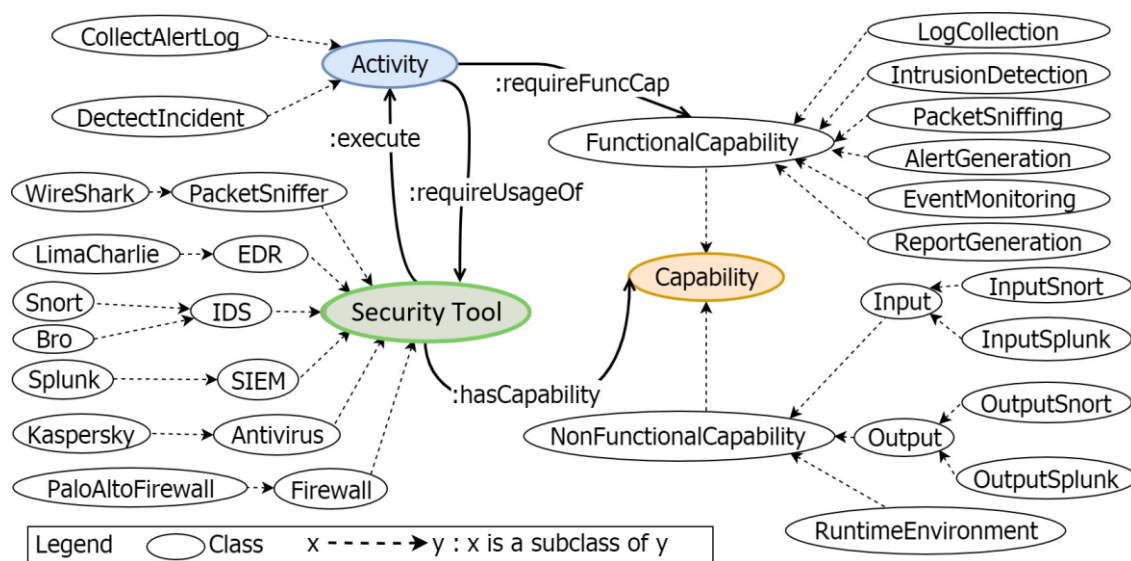 CollectAlertLog
DectectIncident
Activity
:requireFuncCap
:execute
:requireUsageOf
LogCollection
IntrusionDetection
PacketSniffing
AlertGeneration
EventMonitoring
ReportGeneration
FunctionalCapability
WireShark
PacketSniffer
LimaCharlie
EDR
Snort
Bro
IDS
Splunk
SIEM
Kaspersky
Antivirus
PaloAltoFirewall
Firewall
Security Tool
:hasCapability
Capability
Input
InputSnort
InputSplunk
NonFunctionalCapability
Output
OutputSnort
OutputSplunk
RuntimeEnvironment
Legend Class x y : x is a subclass of y